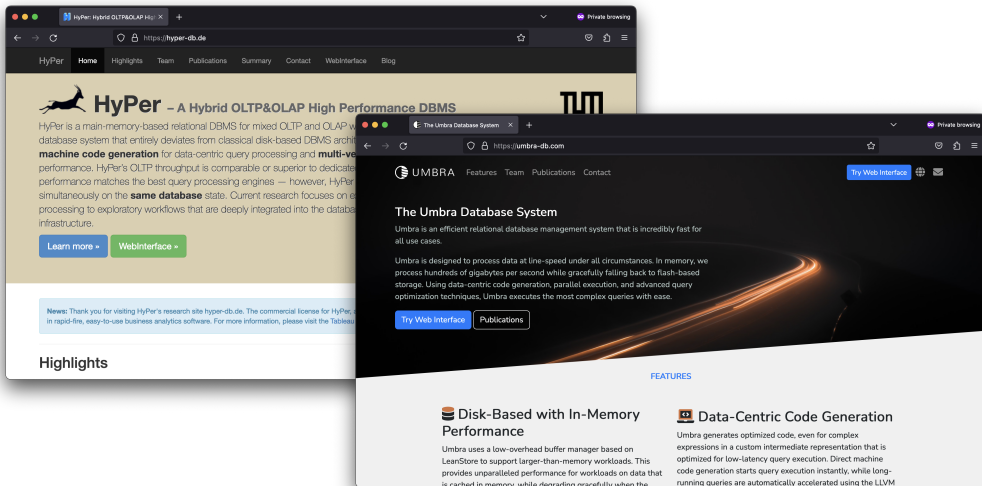 HyPer: Hybrid OLTP&OLAP Hig
Private browsing
https://hyper-db.de
HyPer Home Highlights Team Publications Summary Contact WebInterface Blog
HyPer – A Hybrid OLTP&OLAP High Performance DBMS
TUM
HyPer is a main-memory-based relational DBMS for mixed OLTP and OLAP w
database system that entirely deviates from classical disk-based DBMS archit
machine code generation for data-centric query processing and multi-ve
performance. HyPer's OLTP throughput is comparable or superior to dedicate
performance matches the best query processing engines — however, HyPer
simultaneously on the same database state. Current research focuses on e
processing to exploratory workflows that are deeply integrated into the databa
infrastructure.
Learn more » WebInterface »
News: Thank you for visiting HyPer's research site hyper-db.de. The commercial license for HyPer, a
in rapid-fire, easy-to-use business analytics software. For more information, please visit the Tableau
Highlights
The Umbra Database System
Private browsing
https://umbra-db.com
UMBRA Features Team Publications Contact Try Web Interface
The Umbra Database System
Umbra is an efficient relational database management system that is incredibly fast for
all use cases.
Umbra is designed to process data at line-speed under all circumstances. In memory, we
process hundreds of gigabytes per second while gracefully falling back to flash-based
storage. Using data-centric code generation, parallel execution, and advanced query
optimization techniques, Umbra executes the most complex queries with ease.
Try Web Interface Publications
FEATURES
Disk-Based with In-Memory
Performance
Umbra uses a low-overhead buffer manager based on
LeanStore to support larger-than-memory workloads. This
provides unparalleled performance for workloads on data that
is cached in memory, while degrading gracefully when the
Data-Centric Code Generation
Umbra generates optimized code, even for complex
expressions in a custom intermediate representation that is
optimized for low-latency query execution. Direct machine
code generation starts query execution instantly, while long-
running queries are automatically accelerated using the LLVM